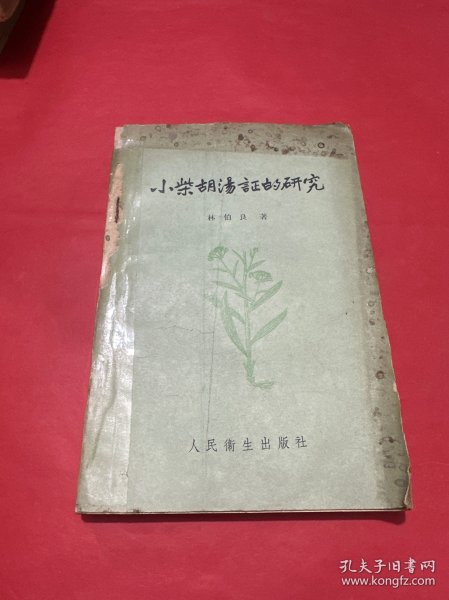 小柴胡湯証的研究
林伯良 著
人民衛生出版社
孔夫子旧书网
www.kongfz.com